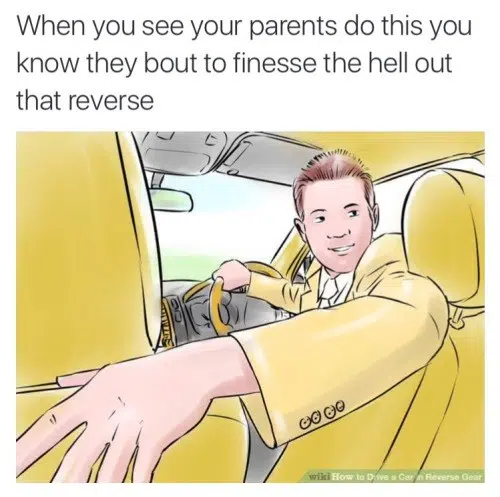 When you see your parents do this you
know they bout to finesse the hell out
that reverse
wiki How to Drive a Car in Reverse Gear